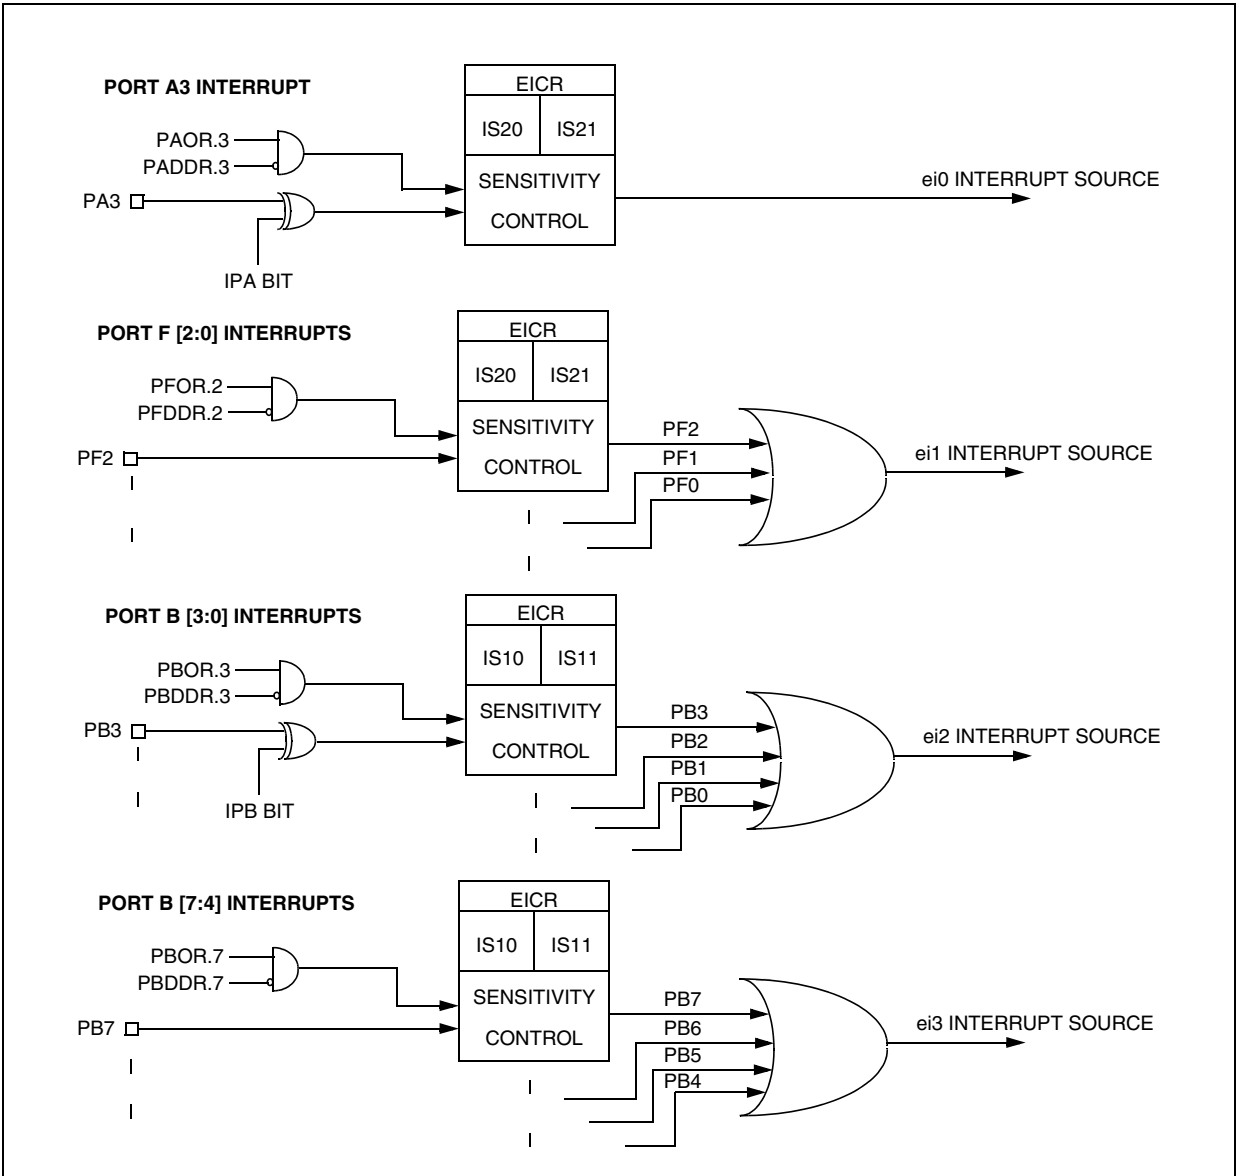 PORT A3 INTERRUPT
EICR
IS20 IS21
PAOR.3
PADDR.3
SENSITIVITY
CONTROL
PA3
IPA BIT
ei0 INTERRUPT SOURCE
PORT F [2:0] INTERRUPTS
EICR
IS20 IS21
PFOR.2
PFDDR.2
SENSITIVITY
CONTROL
PF2
PF2
PF1
PF0
ei1 INTERRUPT SOURCE
PORT B [3:0] INTERRUPTS
EICR
IS10 IS11
PBOR.3
PBDDR.3
SENSITIVITY
CONTROL
PB3
IPB BIT
PB3
PB2
PB1
PB0
ei2 INTERRUPT SOURCE
PORT B [7:4] INTERRUPTS
EICR
IS10 IS11
PBOR.7
PBDDR.7
SENSITIVITY
CONTROL
PB7
PB7
PB6
PB5
PB4
ei3 INTERRUPT SOURCE